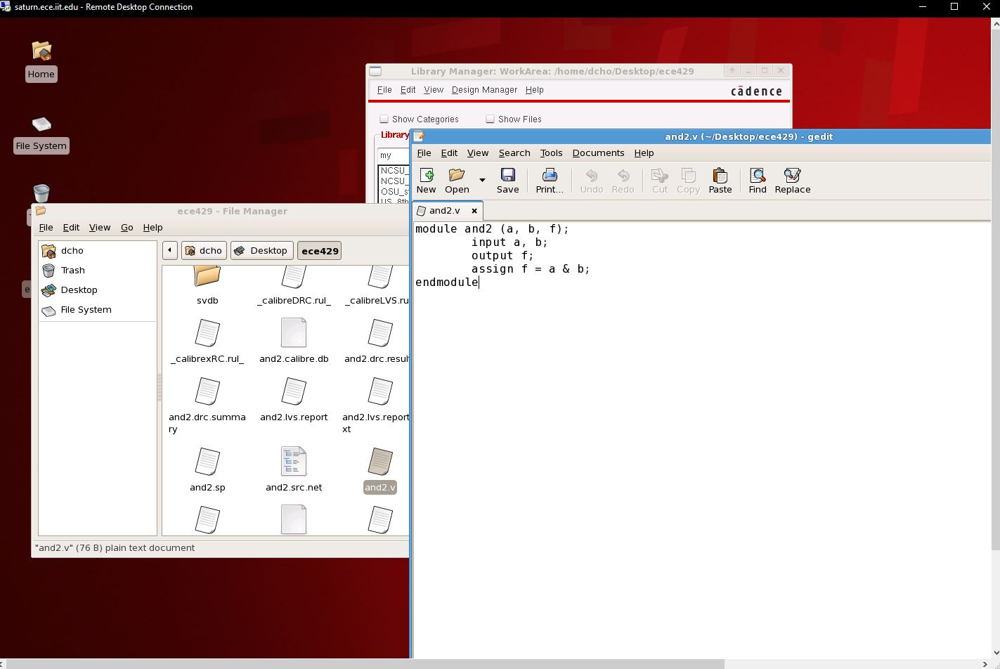 saturn.ece.iit.edu - Remote Desktop Connection
Home
File System
Library Manager: WorkArea: /home/dcho/Desktop/ece429
File Edit View Design Manager Help
cādence
Show Categories Show Files
Library
my
NCSU_
NCSU_
OSU_s
US_8th
and2.v (~/Desktop/ece429) - gedit
File Edit View Search Tools Documents Help
New Open Save Print... Undo Redo Cut Copy Paste Find Replace
and2.v
module and2 (a, b, f);
input a, b;
output f;
assign f = a & b;
endmodule
ece429 - File Manager
File Edit View Go Help
dcho
Trash
Desktop
File System
dcho Desktop ece429
svdb _calibreDRC.rul_ _calibreLVS.ru
_calibrexRC.rul_ and2.calibre.db and2.drc.resul
and2.drc.summa and2.lvs.report and2.lvs.report
ry xt
and2.sp and2.src.net and2.v
"and2.v" (76 B) plain text document
e